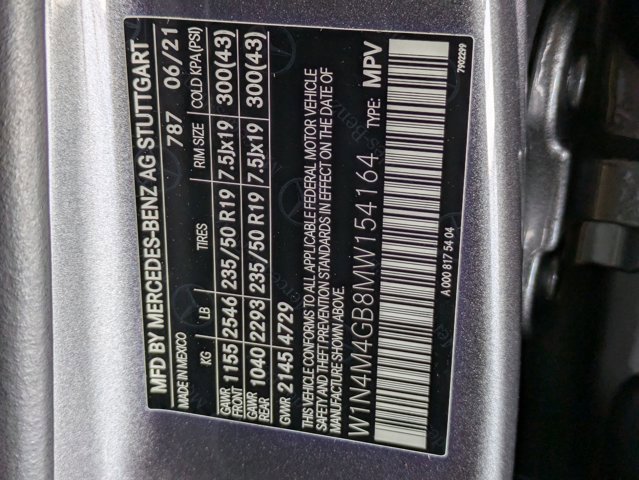 MFD BY MERCEDES-BENZ AG STUTTGART
MADE IN MEXICO 787 06/21
KG LB TIRES RIM SIZE COLD KPA (PSI)
GAWR FRONT 1155 2546 235/50 R19 7.5Jx19 300(43)
GAWR REAR 1040 2293 235/50 R19 7.5Jx19 300(43)
GVWR 2145 4729
THIS VEHICLE CONFORMS TO ALL APPLICABLE FEDERAL MOTOR VEHICLE
SAFETY AND THEFT PREVENTION STANDARDS IN EFFECT ON THE DATE OF
MANUFACTURE SHOWN ABOVE.
W1N4M4GB8MW154164 TYPE: MPV
A 000 817 54 04 7902299